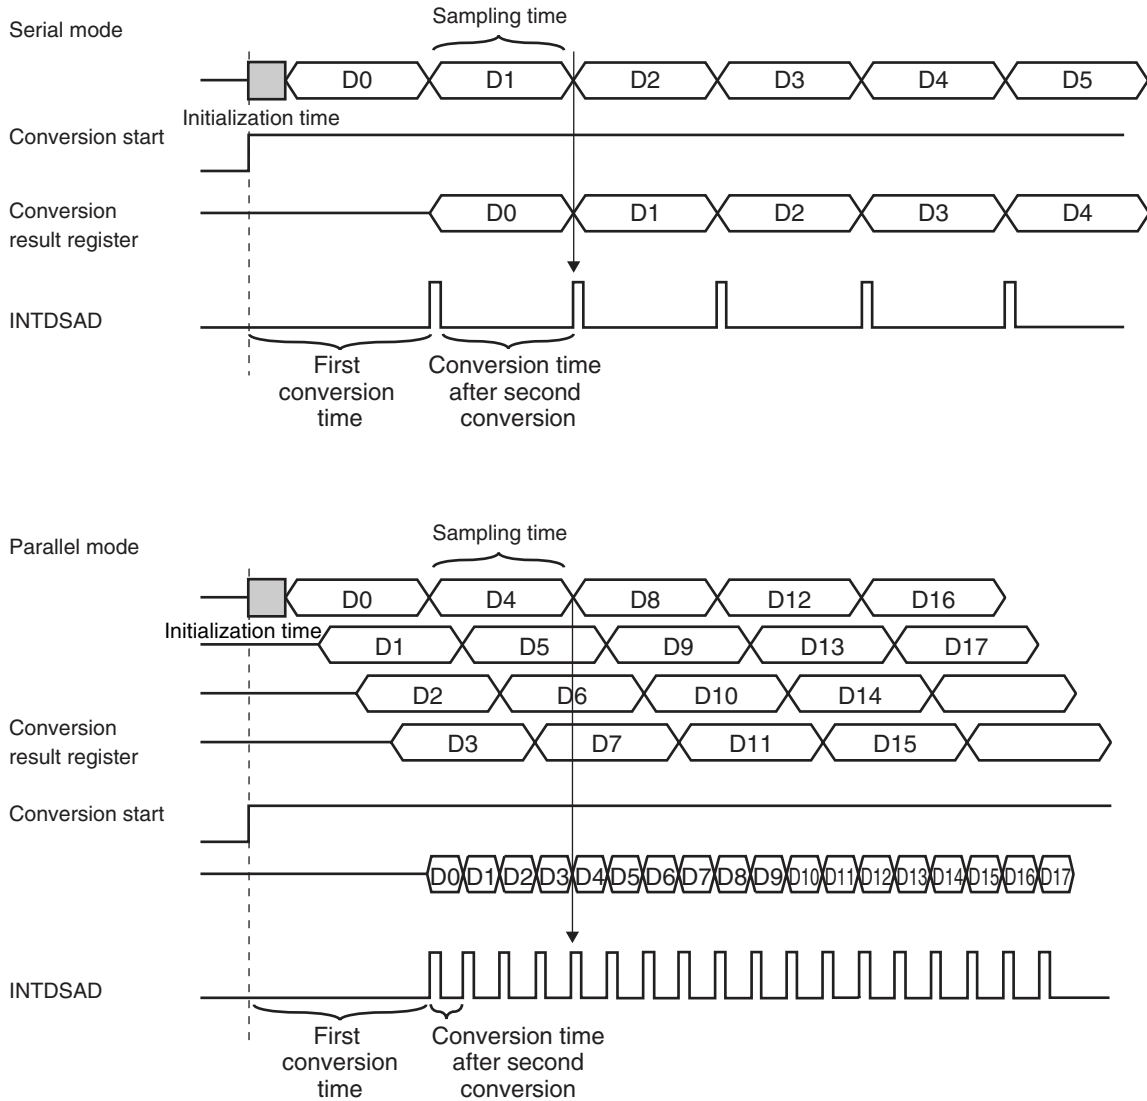 Sampling time
Serial mode
D0 D1 D2 D3 D4 D5
Initialization time
Conversion start
Conversion
result register
D0 D1 D2 D3 D4
INTDSAD
First
conversion
time
Conversion time
after second
conversion
Sampling time
Parallel mode
D0 D4 D8 D12 D16
Initialization time
D1 D5 D9 D13 D17
D2 D6 D10 D14
Conversion
result register
D3 D7 D11 D15
Conversion start
D0 D1 D2 D3 D4 D5 D6 D7 D8 D9 D10 D11 D12 D13 D14 D15 D16 D17
INTDSAD
First
conversion
time
Conversion time
after second
conversion